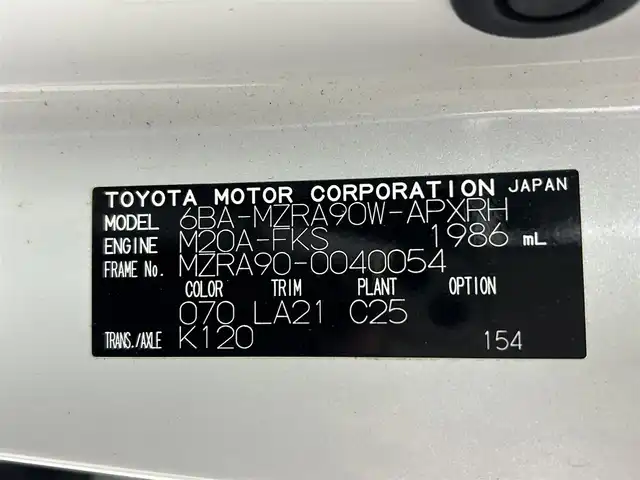 TOYOTA MOTOR CORPORATION JAPAN
MODEL 6BA-MZRA90W-APXRH
ENGINE M20A-FKS 1986 mL
FRAME No. MZRA90-0040054
COLOR TRIM PLANT OPTION
070 LA21 C25
TRANS./AXLE K120 154